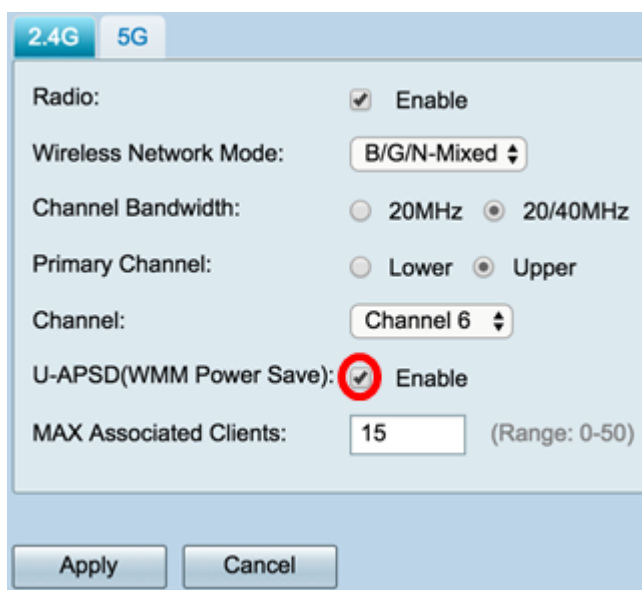 2.4G 5G
Radio: Enable
Wireless Network Mode: B/G/N-Mixed
Channel Bandwidth: 20MHz 20/40MHz
Primary Channel: Lower Upper
Channel: Channel 6
U-APSD(WMM Power Save): Enable
MAX Associated Clients: 15 (Range: 0-50)
Apply Cancel